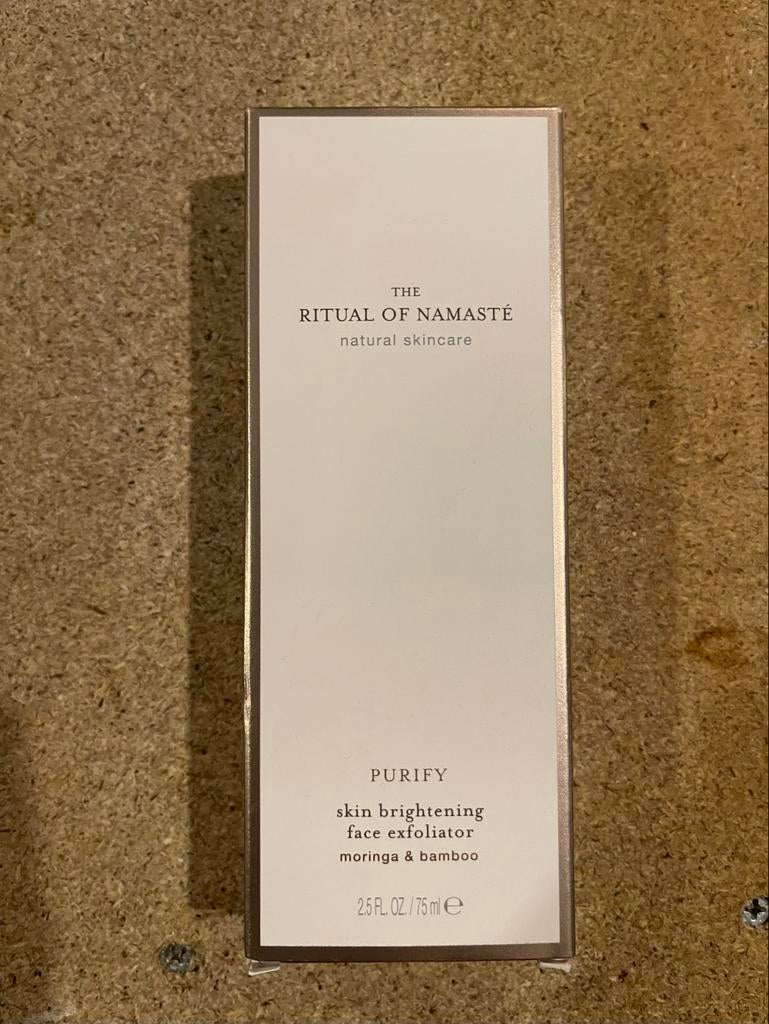 THE
RITUAL OF NAMASTÉ
natural skincare
PURIFY
skin brightening
face exfoliator
moringa & bamboo
2.5 FL. OZ. / 75 ml ℮